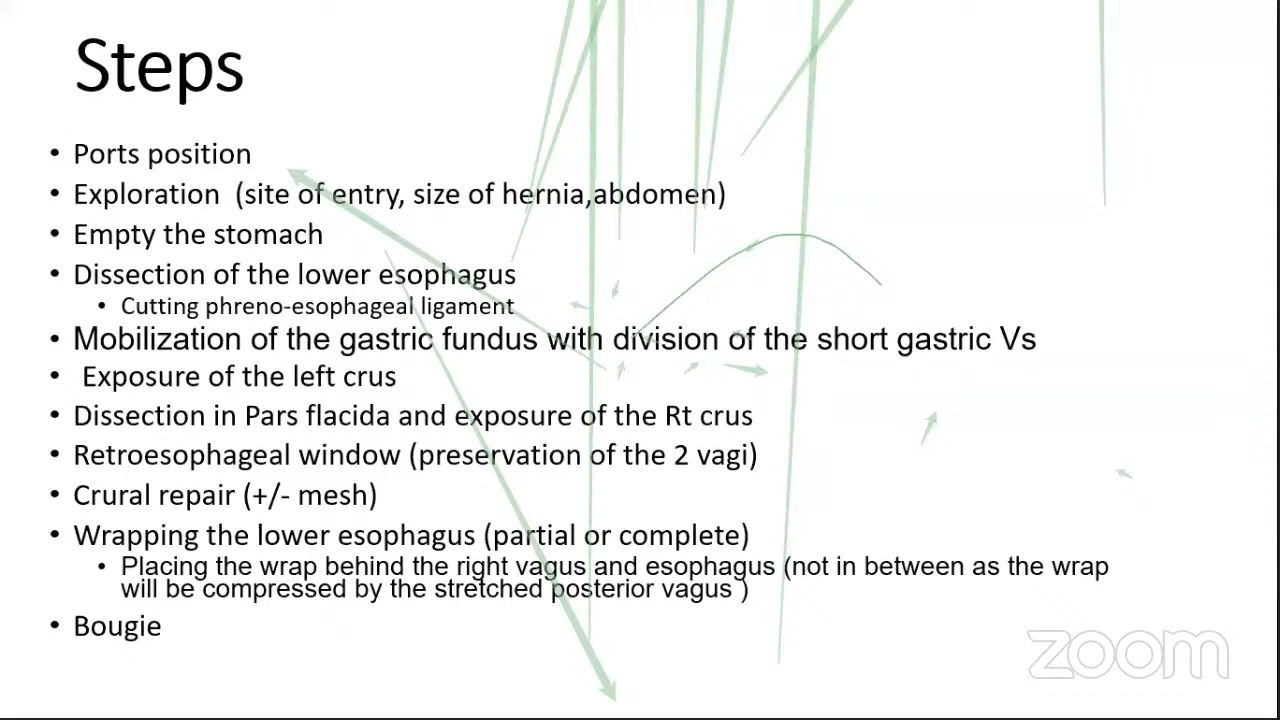 Steps
• Ports position
• Exploration  (site of entry, size of hernia,abdomen)
• Empty the stomach
• Dissection of the lower esophagus
• Cutting phreno-esophageal ligament
• Mobilization of the gastric fundus with division of the short gastric Vs
• Exposure of the left crus
• Dissection in Pars flacida and exposure of the Rt crus
• Retroesophageal window (preservation of the 2 vagi)
• Crural repair (+/- mesh)
• Wrapping the lower esophagus (partial or complete)
• Placing the wrap behind the right vagus and esophagus (not in between as the wrap
will be compressed by the stretched posterior vagus )
• Bougie
zoom